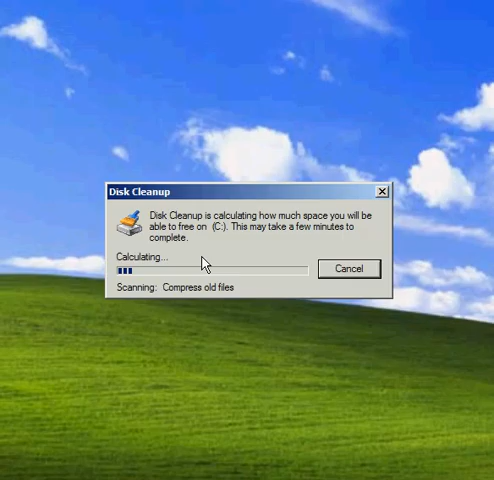 Disk Cleanup
Disk Cleanup is calculating how much space you will be
able to free on  (C:). This may take a few minutes to
complete.
Calculating...
Cancel
Scanning:  Compress old files